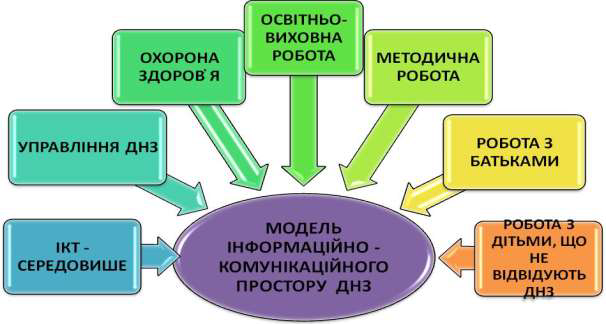 ОСВІТНЬО-
ВИХОВНА
РОБОТА
ОХОРОНА
ЗДОРОВ`Я
МЕТОДИЧНА
РОБОТА
УПРАВЛІННЯ ДНЗ
РОБОТА З
БАТЬКАМИ
ІКТ -
СЕРЕДОВИШЕ
МОДЕЛЬ
ІНФОРМАЦІЙНО -
КОМУНІКАЦІЙНОГО
ПРОСТОРУ ДНЗ
РОБОТА З
ДІТЬМИ, ЩО
НЕ
ВІДВІДУЮТЬ
ДНЗ